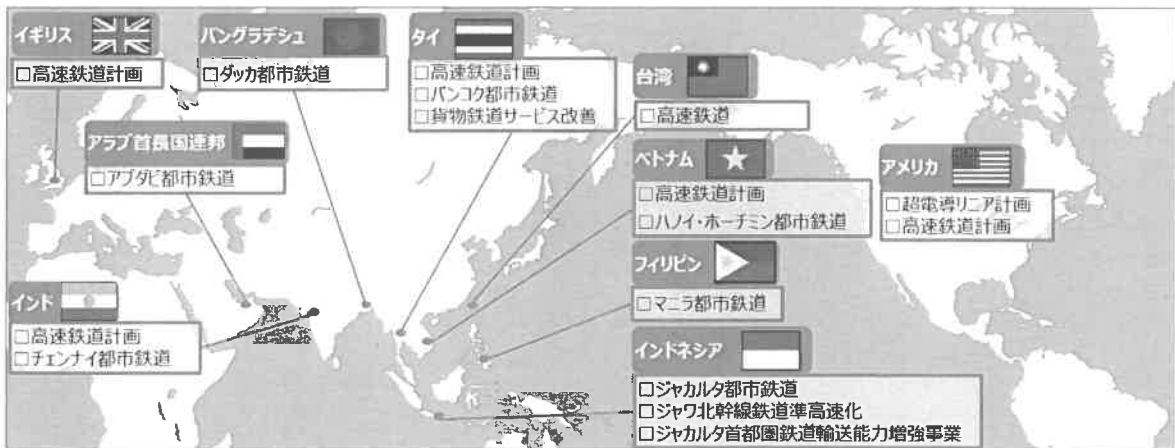 イギリス
□高速鉄道計画
バングラデシュ
□ダッカ都市鉄道
タイ
□高速鉄道計画
□バンコク都市鉄道
□貨物鉄道サービス改善
台湾
□高速鉄道
アラブ首長国連邦
□アブダビ都市鉄道
ベトナム
□高速鉄道計画
□ハノイ・ホーチミン都市鉄道
アメリカ
□超電導リニア計画
□高速鉄道計画
フィリピン
□マニラ都市鉄道
インド
□高速鉄道計画
□チェンナイ都市鉄道
インドネシア
□ジャカルタ都市鉄道
□ジャワ北幹線鉄道準高速化
□ジャカルタ首都圏鉄道輸送能力増強事業